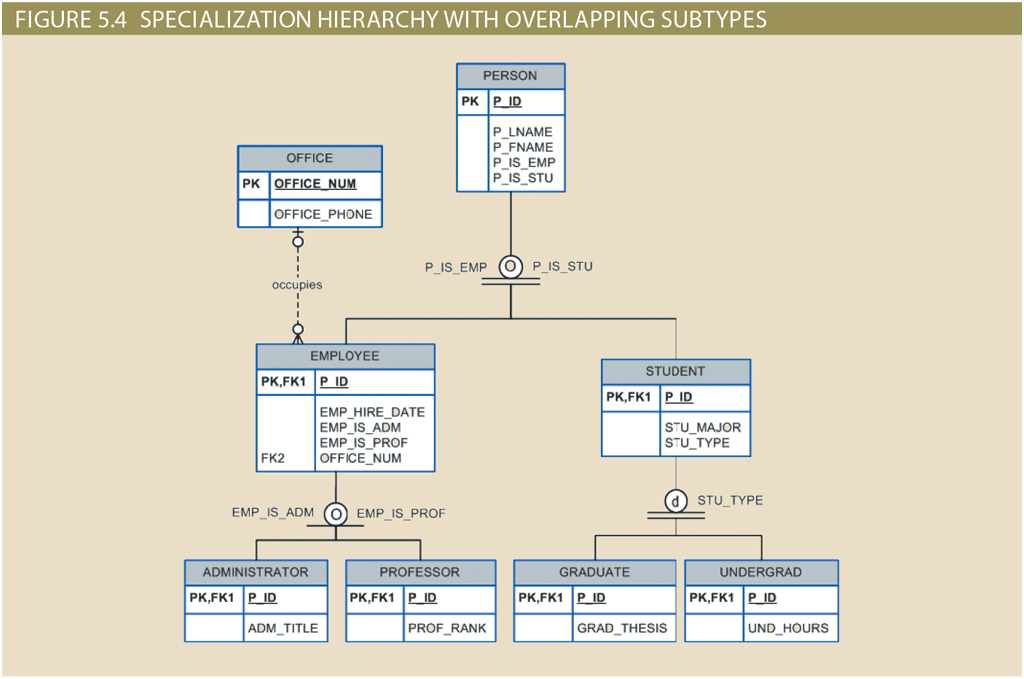 FIGURE 5.4 SPECIALIZATION HIERARCHY WITH OVERLAPPING SUBTYPES
PERSON
PK P_ID
P_LNAME
P_FNAME
P_IS_EMP
P_IS_STU
OFFICE
PK OFFICE_NUM
OFFICE_PHONE
P_IS_EMP O P_IS_STU
occupies
EMPLOYEE
PK,FK1 P_ID
EMP_HIRE_DATE
EMP_IS_ADM
EMP_IS_PROF
FK2 OFFICE_NUM
STUDENT
PK,FK1 P_ID
STU_MAJOR
STU_TYPE
EMP_IS_ADM O EMP_IS_PROF
d STU_TYPE
ADMINISTRATOR
PK,FK1 P_ID
ADM_TITLE
PROFESSOR
PK,FK1 P_ID
PROF_RANK
GRADUATE
PK,FK1 P_ID
GRAD_THESIS
UNDERGRAD
PK,FK1 P_ID
UND_HOURS